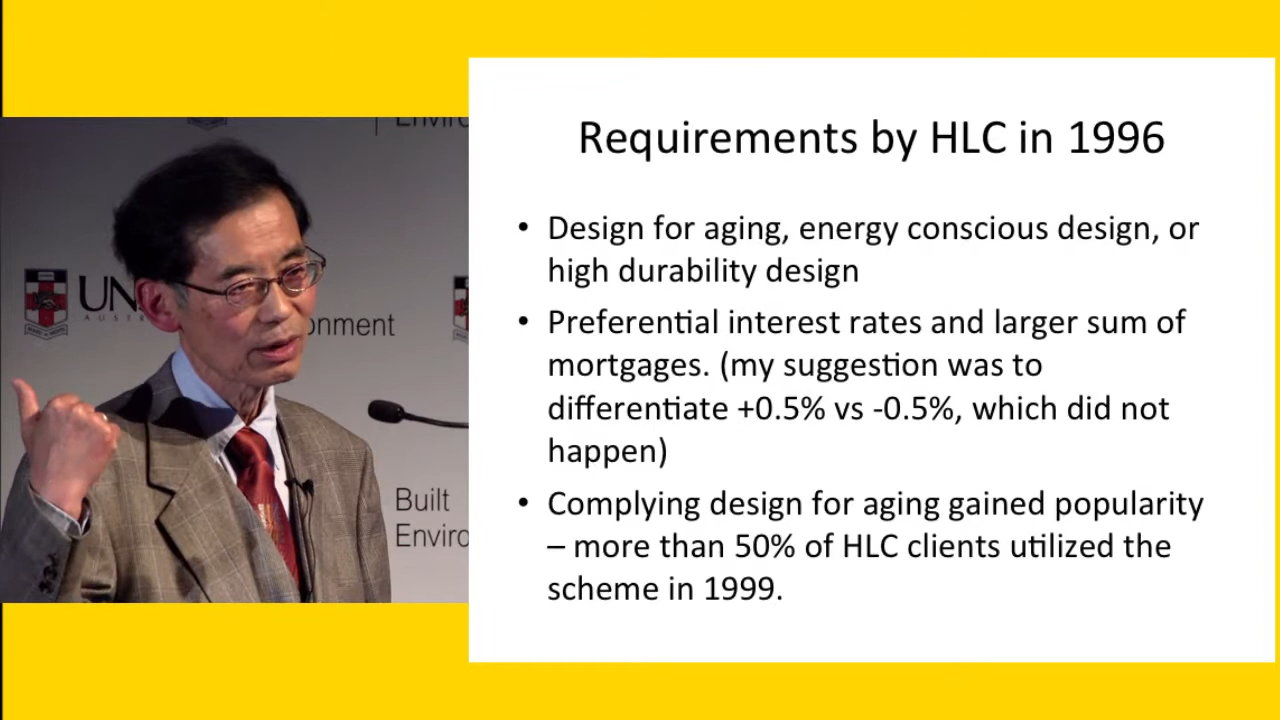 Requirements by HLC in 1996
• Design for aging, energy conscious design, or
high durability design
• Preferential interest rates and larger sum of
mortgages. (my suggestion was to
differentiate +0.5% vs -0.5%, which did not
happen)
• Complying design for aging gained popularity
– more than 50% of HLC clients utilized the
scheme in 1999.
UN
AUST
onment
Built
Enviro